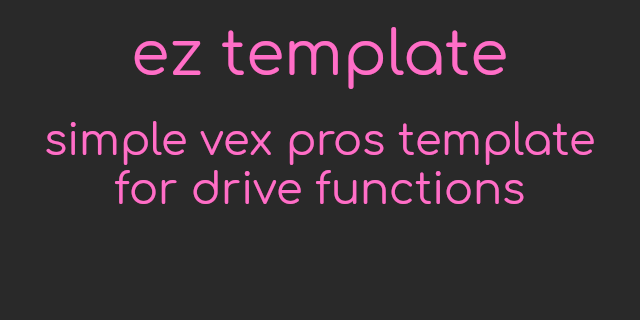 ez template
simple vex pros template
for drive functions